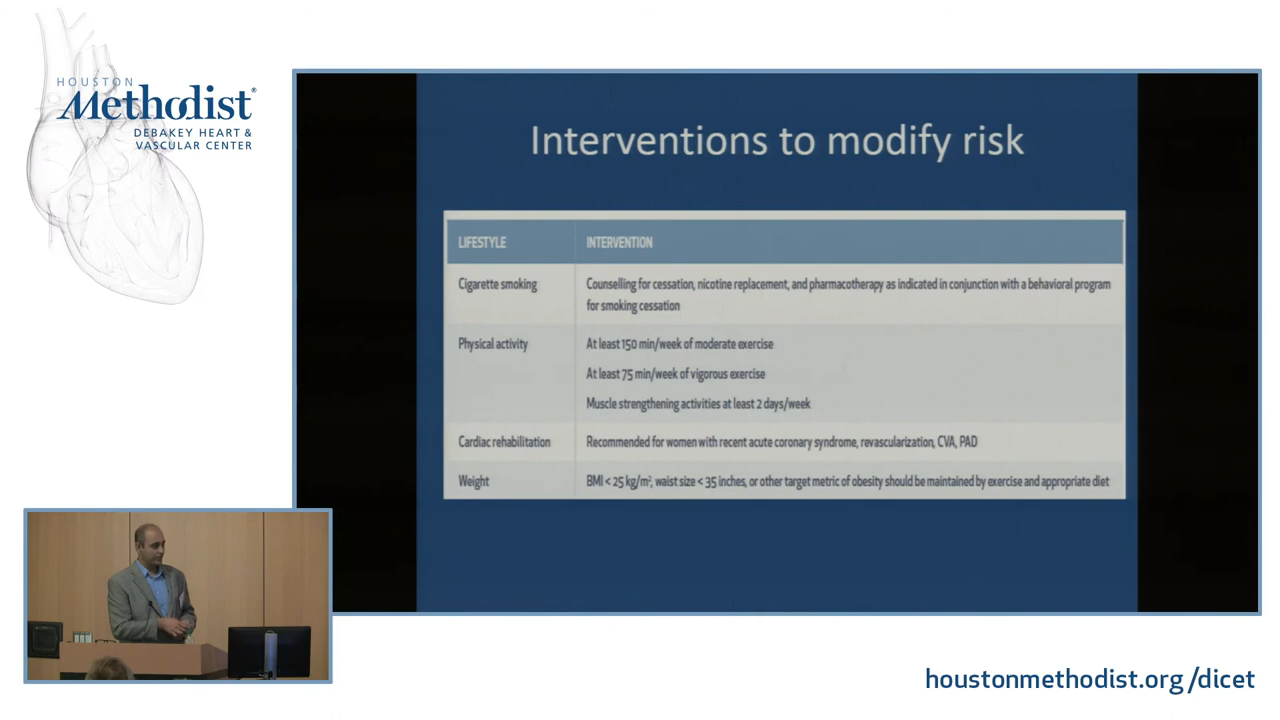 HOUSTON
Methodist®
DEBAKEY HEART &
VASCULAR CENTER
Interventions to modify risk
LIFESTYLE INTERVENTION
Cigarette smoking Counselling for cessation, nicotine replacement, and pharmacotherapy as indicated in conjunction with a behavioral program
for smoking cessation
Physical activity At least 150 min/week of moderate exercise
At least 75 min/week of vigorous exercise
Muscle strengthening activities at least 2 days/week
Cardiac rehabilitation Recommended for women with recent acute coronary syndrome, revascularization, CVA, PAD
Weight BMI < 25 kg/m², waist size < 35 inches, or other target metric of obesity should be maintained by exercise and appropriate diet
houstonmethodist.org/dicet